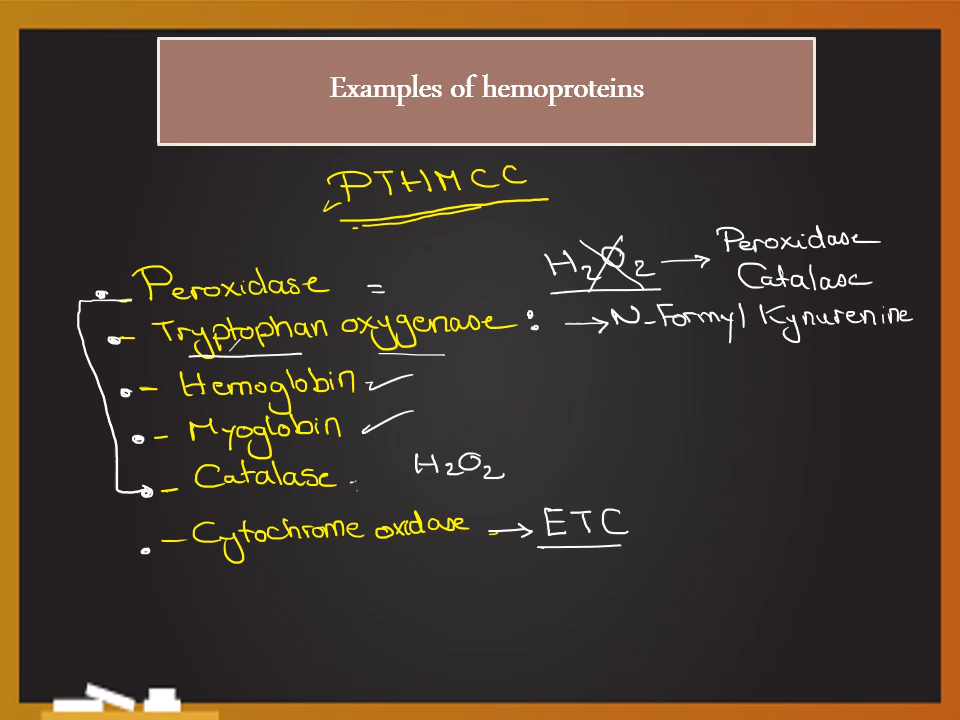 Examples of hemoproteins
PTHMCC
H2O2 → Peroxidase
Catalase
- Peroxidase =
- Tryptophan oxygenase : → N-Formyl Kynurenine
- Hemoglobin
- Myoglobin
- Catalase : H2O2
- Cytochrome oxidase → ETC